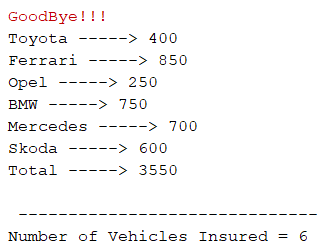 GoodBye!!!
Toyota -----> 400
Ferrari -----> 850
Opel -----> 250
BMW -----> 750
Mercedes -----> 700
Skoda -----> 600
Total -----> 3550
------------------------------
Number of Vehicles Insured = 6